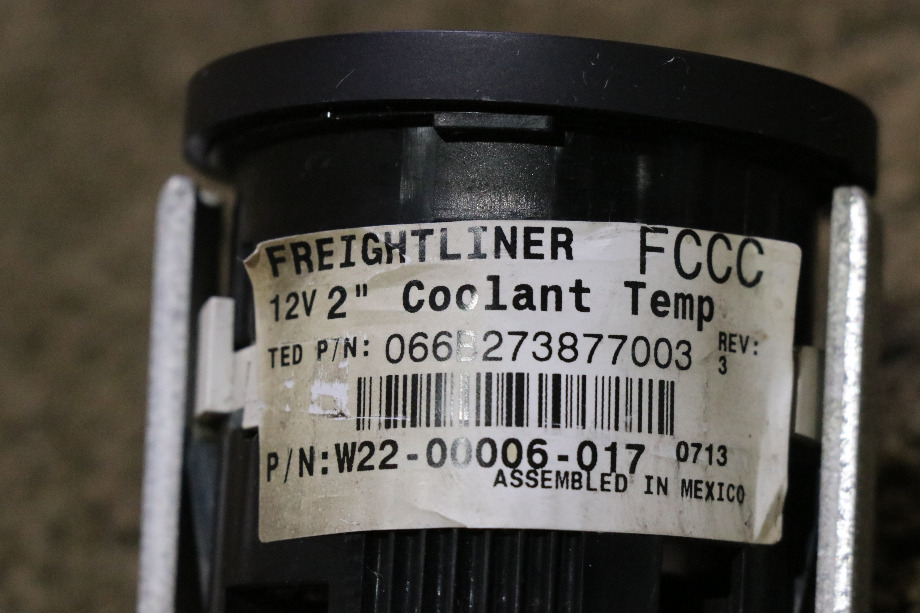 FREIGHTLINER FCCC
12V 2" Coolant Temp
TED P/N: 066B273877003 REV: 3
P/N:W22-00006-017 0713
ASSEMBLED IN MEXICO